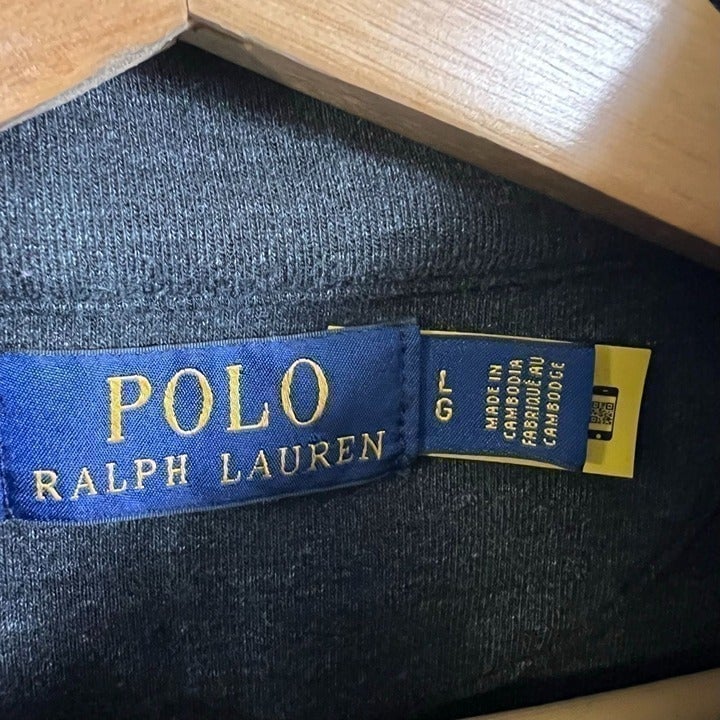 POLO
RALPH LAUREN
L
G
MADE IN
CAMBODIA
FABRIQUÉ AU
CAMBODGE